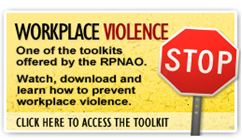 WORKPLACE VIOLENCE
One of the toolkits
offered by the RPNAO.
Watch, download and
learn how to prevent
workplace violence.
CLICK HERE TO ACCESS THE TOOLKIT
STOP